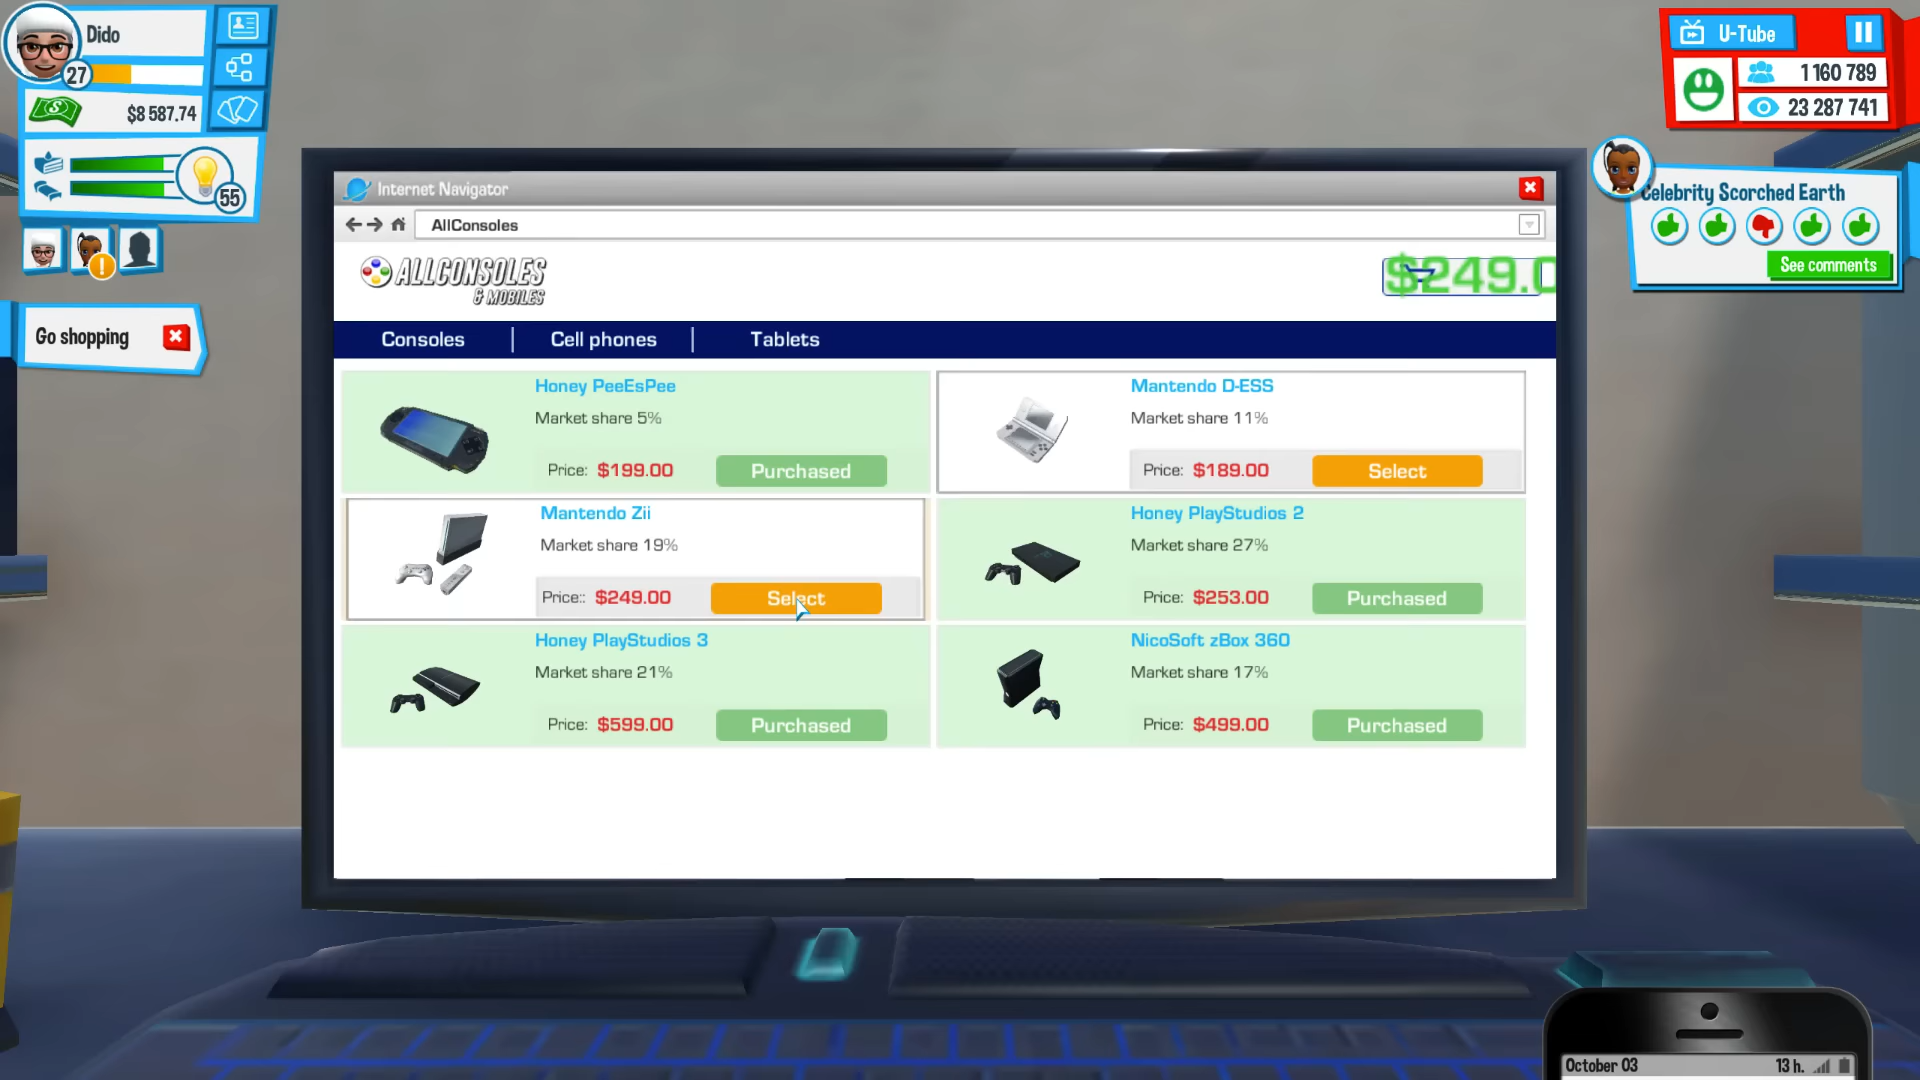 Dido
27
$8 587.74
55
Go shopping
U-Tube
1 160 789
23 287 741
Celebrity Scorched Earth
See comments
Internet Navigator
AllConsoles
ALLCONSOLES
& MOBILES
$249.0
Consoles
Cell phones
Tablets
Honey PeeEsPee
Market share 5%
Price: $199.00
Purchased
Mantendo D-ESS
Market share 11%
Price: $189.00
Select
Mantendo Zii
Market share 19%
Price:: $249.00
Select
Honey PlayStudios 2
Market share 27%
Price: $253.00
Purchased
Honey PlayStudios 3
Market share 21%
Price: $599.00
Purchased
NicoSoft zBox 360
Market share 17%
Price: $499.00
Purchased
October 03
13 h.